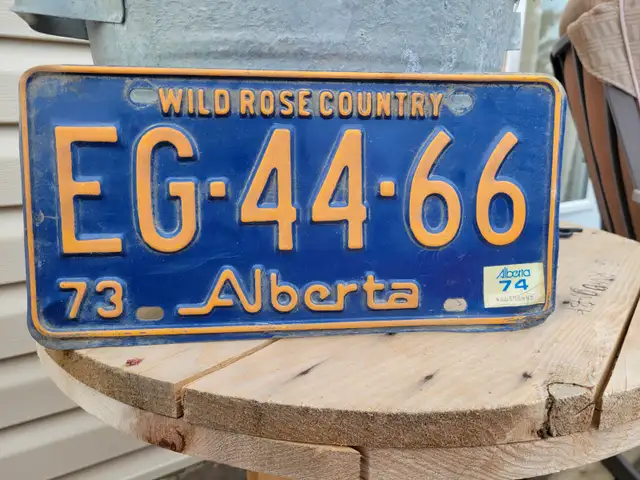 WILD ROSE COUNTRY
EG·44·66
73 Alberta
Alberta
74